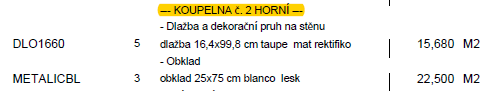 --- KOUPELNA č. 2 HORNÍ ---
- Dlažba a dekorační pruh na stěnu
DLO1660 5 dlažba 16,4x99,8 cm taupe mat rektifiko 15,680 M2
- Obklad
METALICBL 3 obklad 25x75 cm blanco lesk 22,500 M2